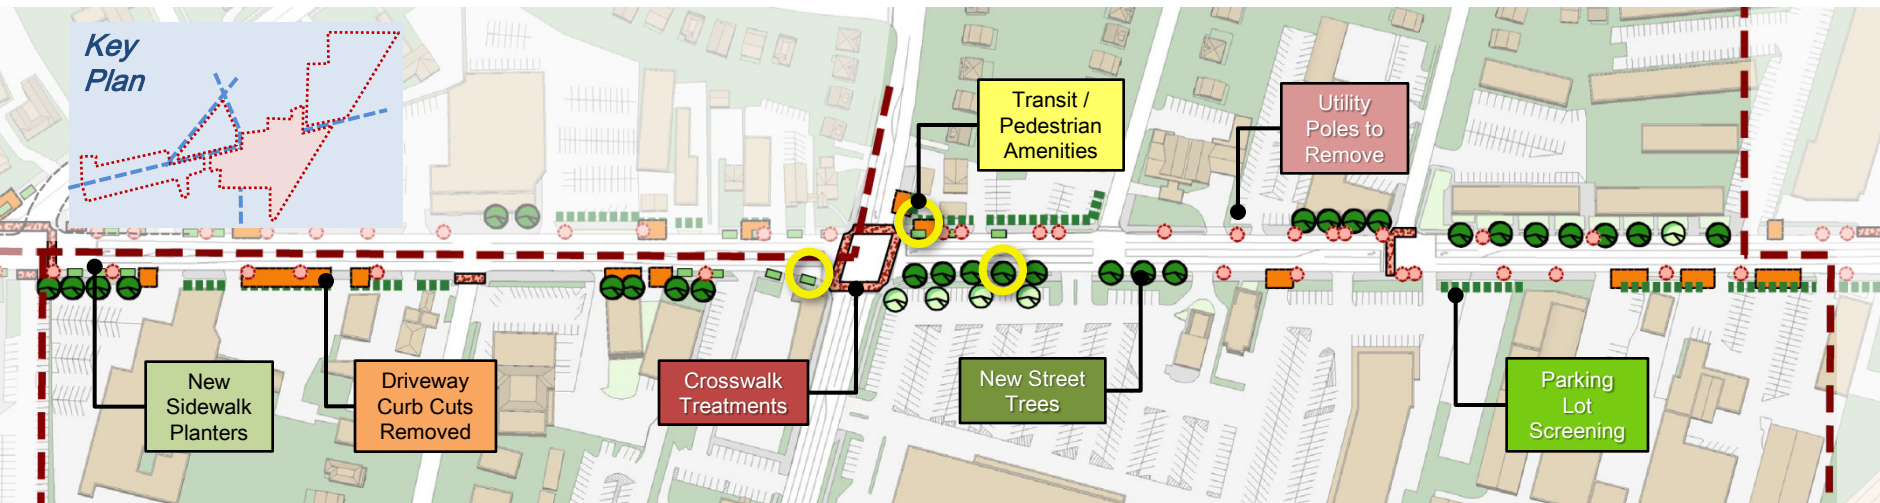 Key
Plan
Transit /
Pedestrian
Amenities
Utility
Poles to
Remove
New
Sidewalk
Planters
Driveway
Curb Cuts
Removed
Crosswalk
Treatments
New Street
Trees
Parking
Lot
Screening